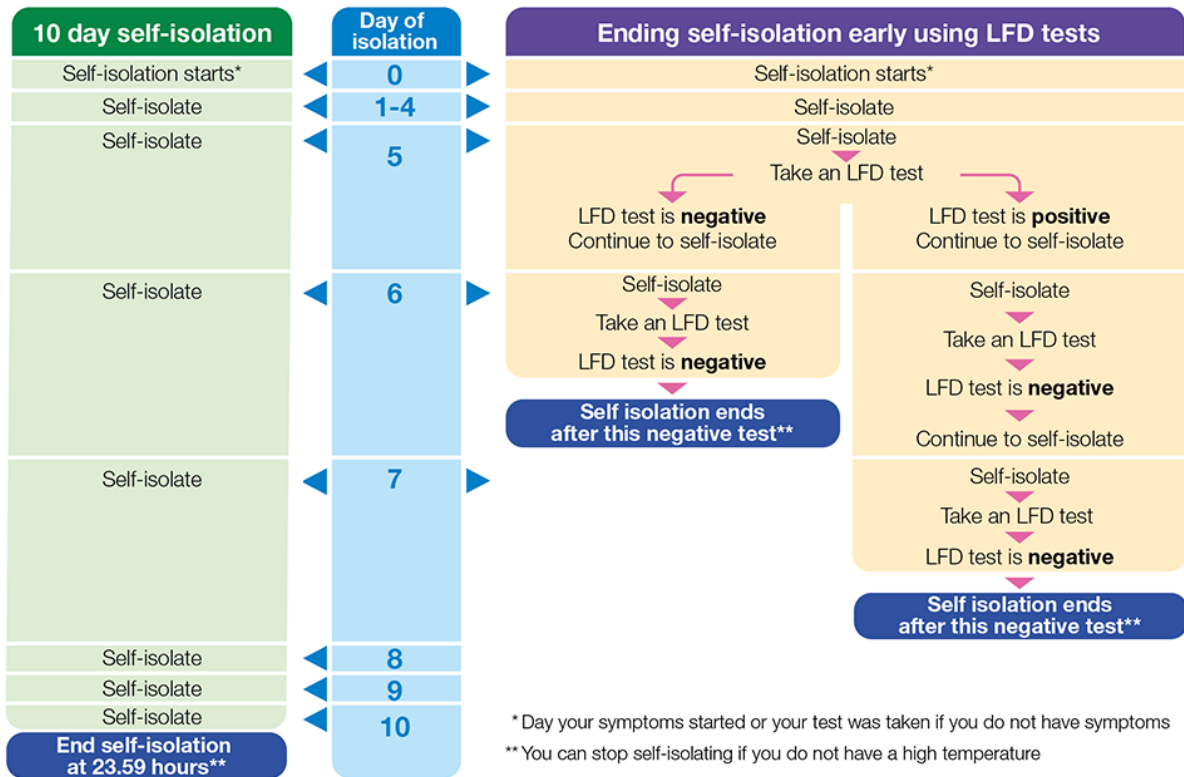 10 day self-isolation
Self-isolation starts*
Self-isolate
Self-isolate
Self-isolate
Self-isolate
Self-isolate
Self-isolate
Self-isolate
End self-isolation
at 23.59 hours**
Day of
isolation
0
1-4
5
6
7
8
9
10
Ending self-isolation early using LFD tests
Self-isolation starts*
Self-isolate
Self-isolate
Take an LFD test
LFD test is negative
Continue to self-isolate
Self-isolate
Take an LFD test
LFD test is negative
Self isolation ends
after this negative test**
LFD test is positive
Continue to self-isolate
Self-isolate
Take an LFD test
LFD test is negative
Continue to self-isolate
Self-isolate
Take an LFD test
LFD test is negative
Self isolation ends
after this negative test**
* Day your symptoms started or your test was taken if you do not have symptoms
** You can stop self-isolating if you do not have a high temperature